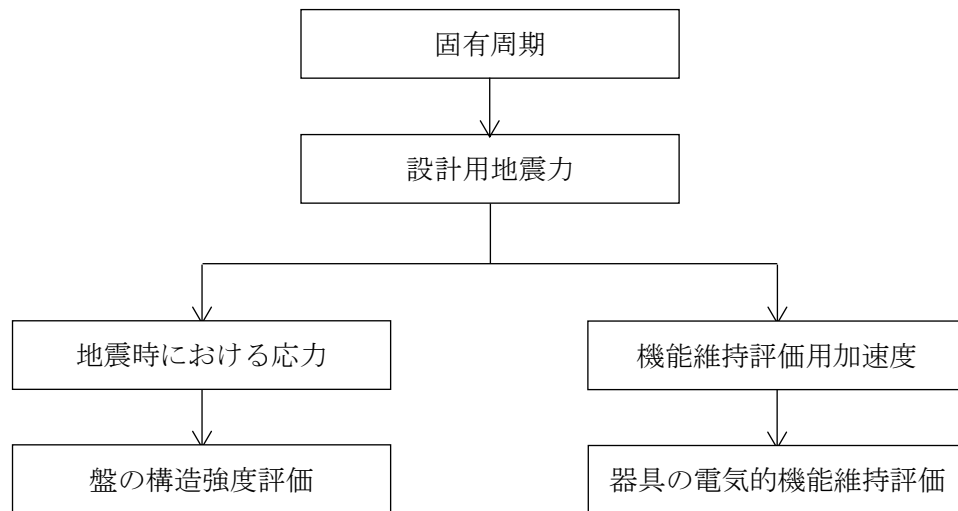 固有周期
設計用地震力
地震時における応力
機能維持評価用加速度
盤の構造強度評価
器具の電気的機能維持評価